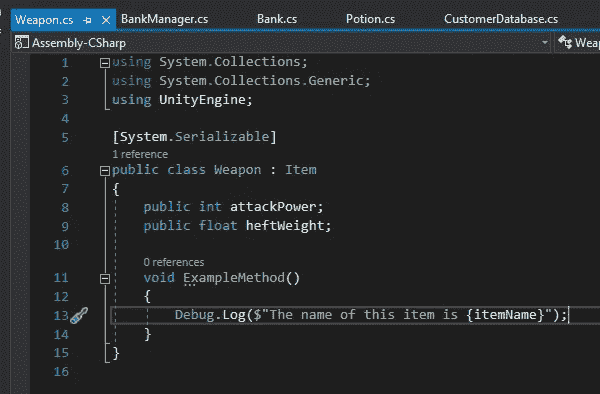 Weapon.cs BankManager.cs Bank.cs Potion.cs CustomerDatabase.cs
Assembly-CSharp
1 using System.Collections;
2 using System.Collections.Generic;
3 using UnityEngine;
4
5 [System.Serializable]
1 reference
6 public class Weapon : Item
7 {
8 public int attackPower;
9 public float heftWeight;
10
0 references
11 void ExampleMethod()
12 {
13 Debug.Log($"The name of this item is {itemName}");
14 }
15 }
16